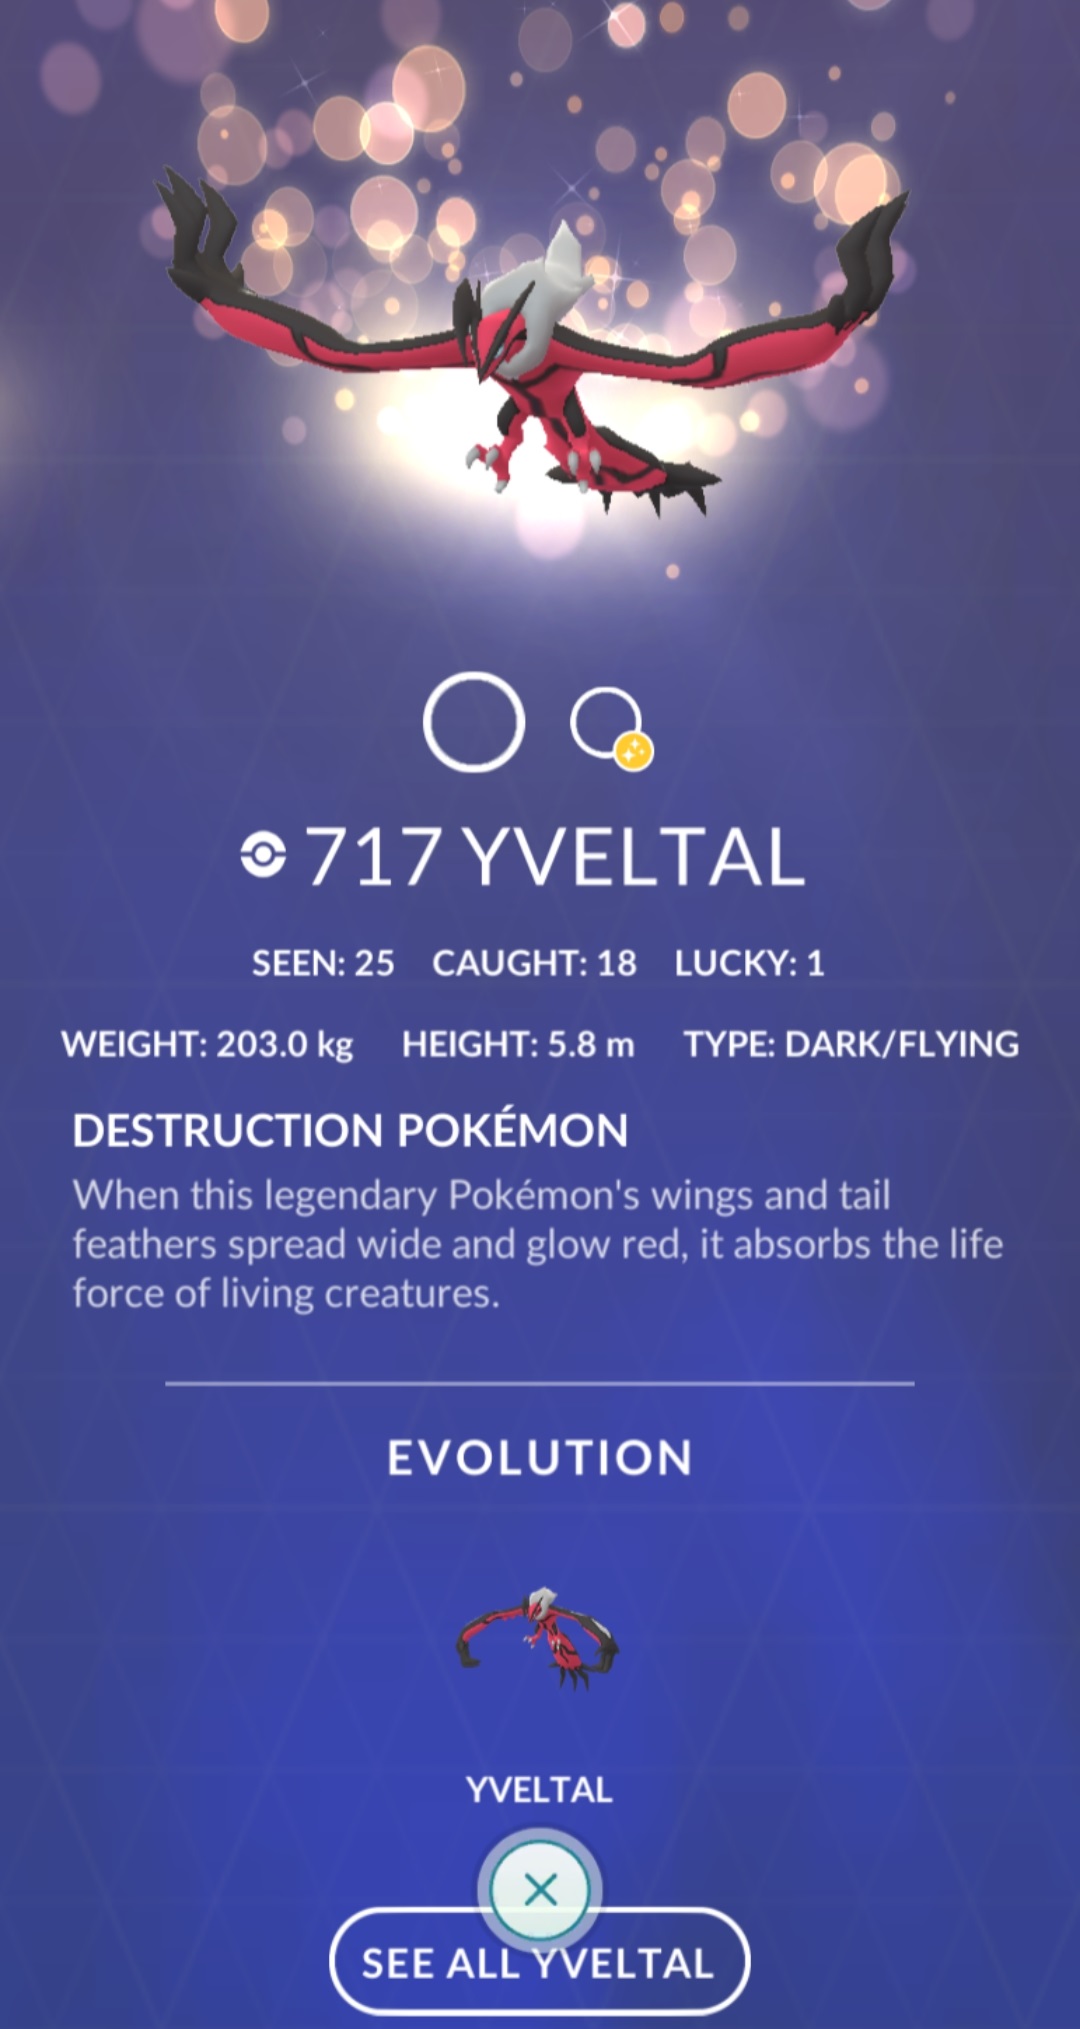 717 YVELTAL
SEEN: 25 CAUGHT: 18 LUCKY: 1
WEIGHT: 203.0 kg HEIGHT: 5.8 m TYPE: DARK/FLYING
DESTRUCTION POKÉMON
When this legendary Pokémon's wings and tail
feathers spread wide and glow red, it absorbs the life
force of living creatures.
EVOLUTION
YVELTAL
SEE ALL YVELTAL